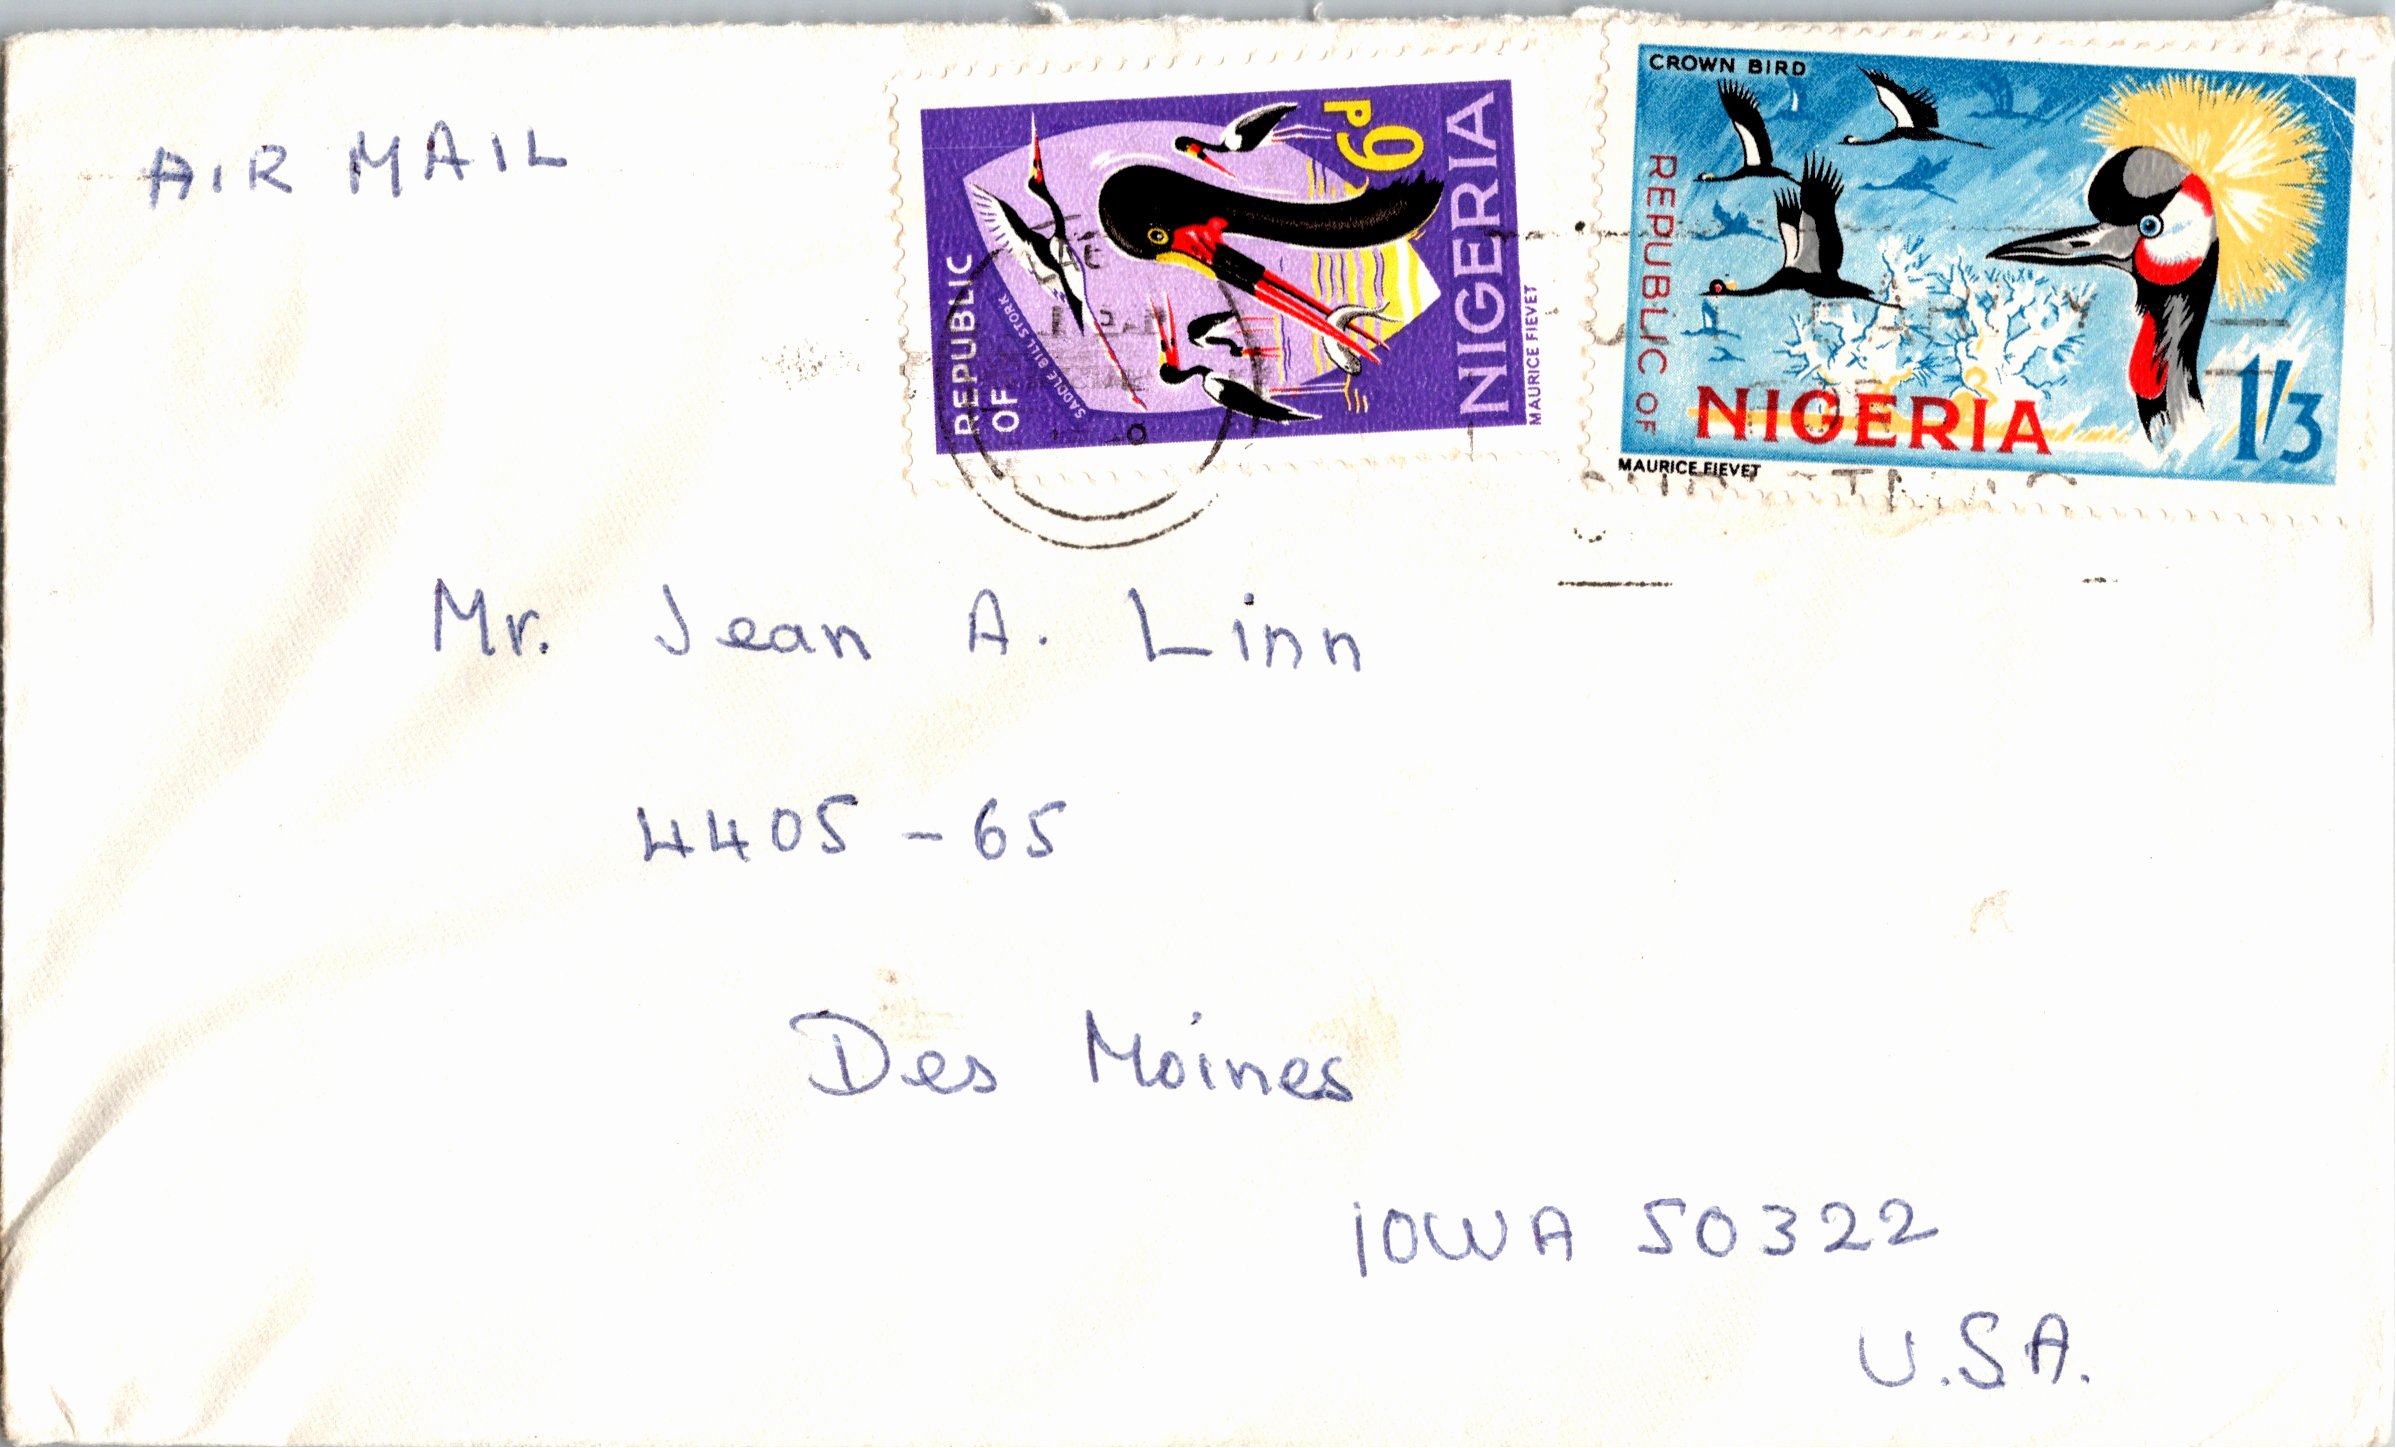 AIR MAIL
REPUBLIC
OF
SADDLE BILL STORK
6d
NIGERIA
MAURICE FIEVET
CROWN BIRD
REPUBLIC OF
NIGERIA
1'/3
MAURICE FIEVET
Mr. Jean A. Linn
4405 - 65
Des Moines
IOWA 50322
U.S.A.